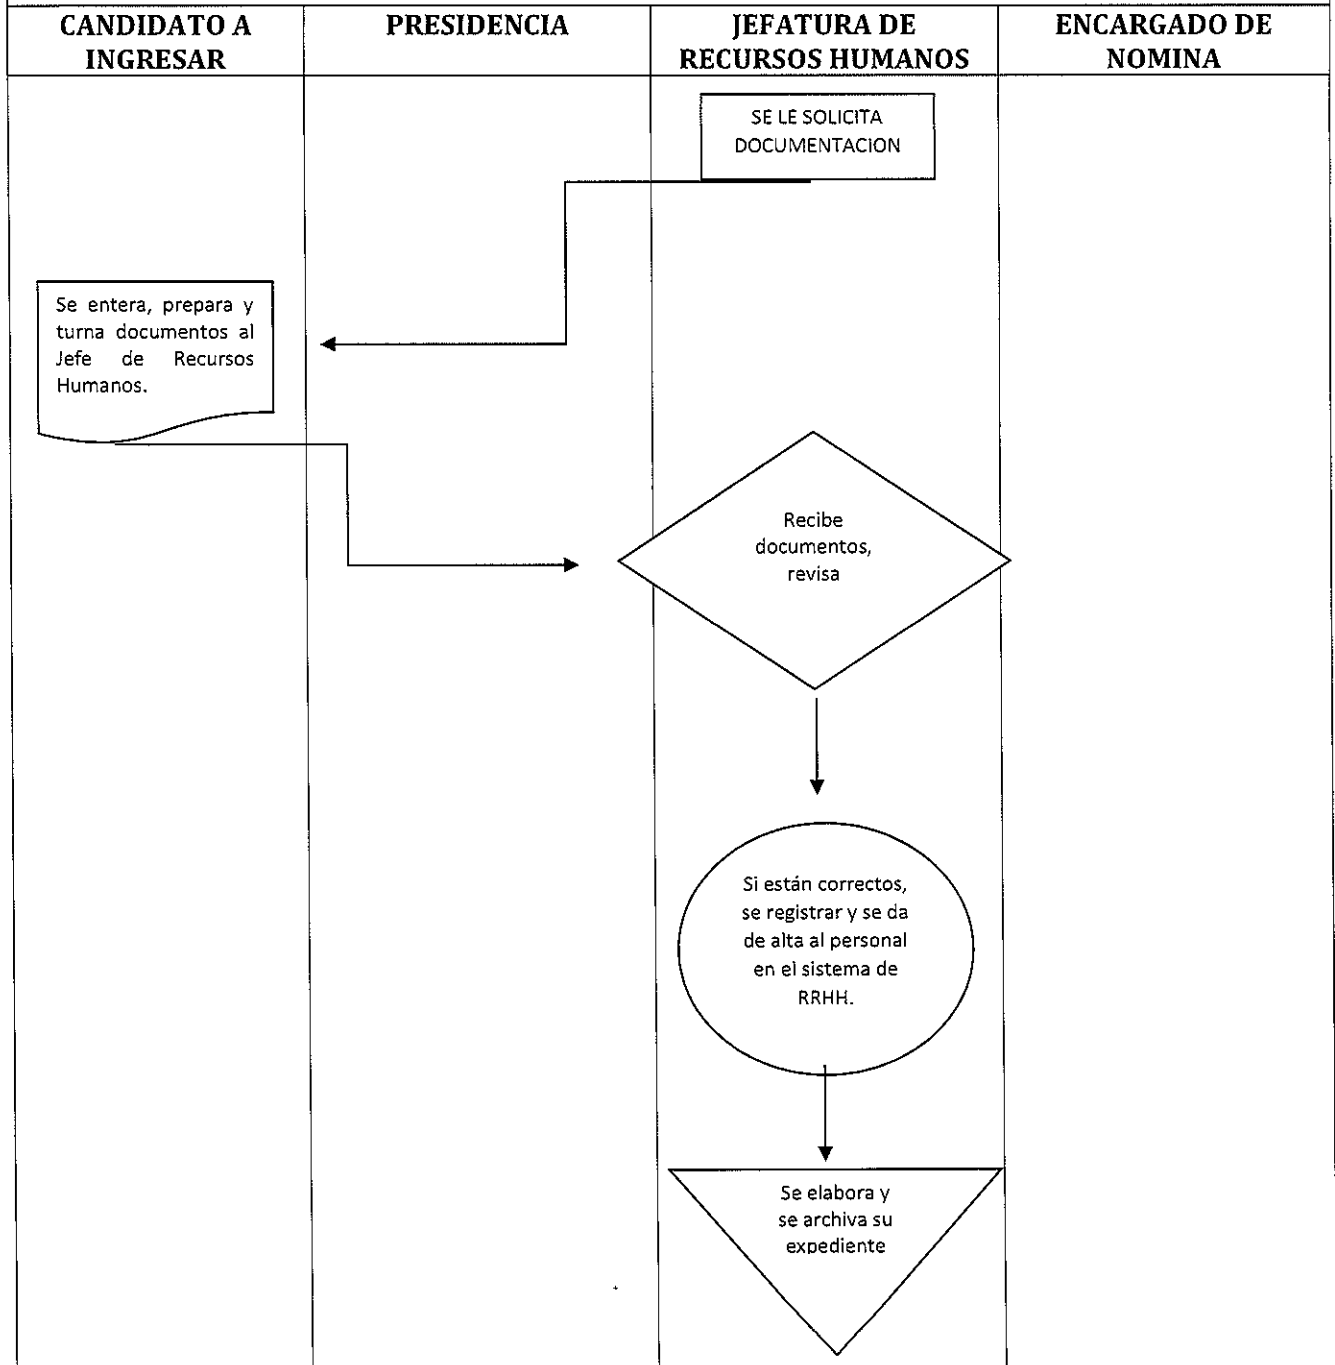 CANDIDATO A
INGRESAR
PRESIDENCIA
JEFATURA DE
RECURSOS HUMANOS
ENCARGADO DE
NOMINA
SE LE SOLICITA
DOCUMENTACION
Se entera, prepara y
turna documentos al
Jefe de Recursos
Humanos.
Recibe
documentos,
revisa
Si están correctos,
se registrar y se da
de alta al personal
en el sistema de
RRHH.
Se elabora y
se archiva su
expediente